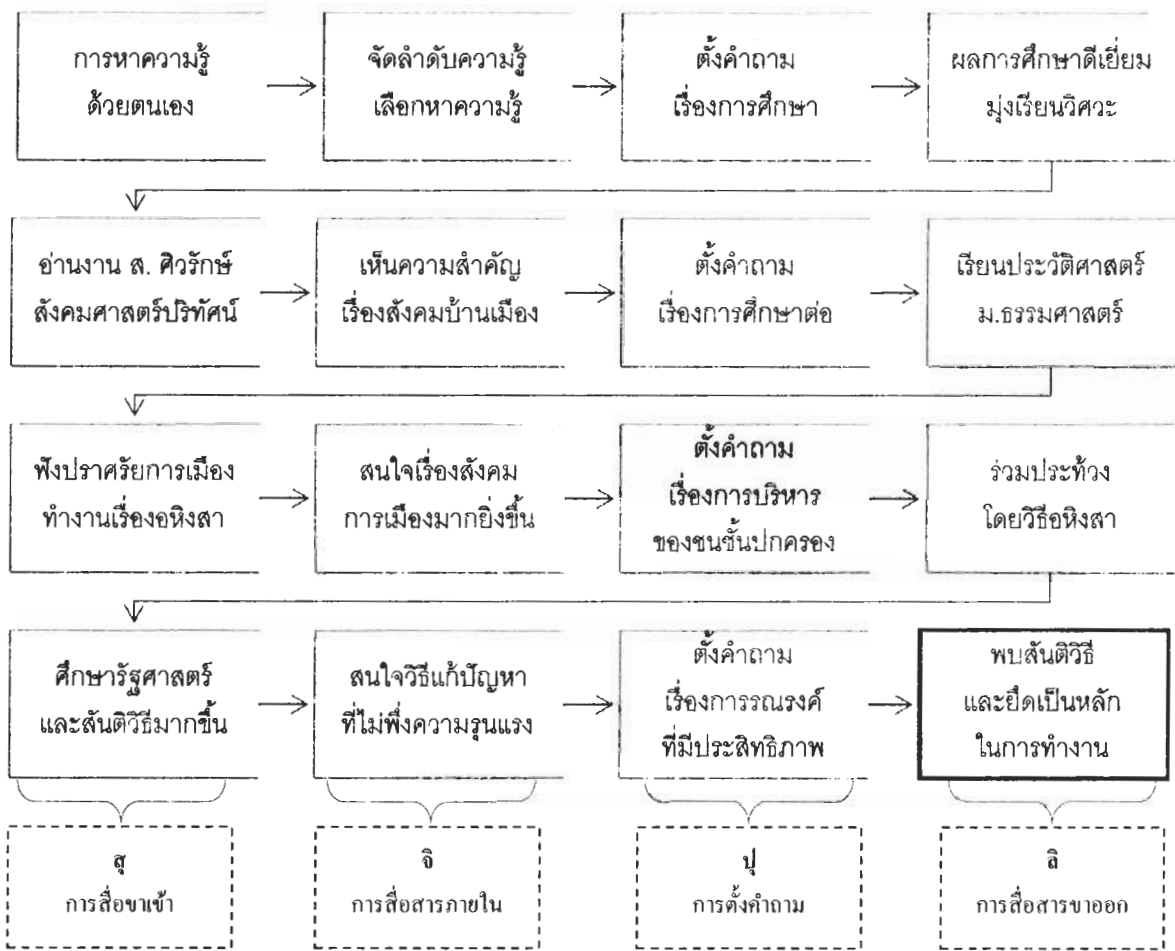 การหาความรู้
ด้วยตนเอง
จัดลำดับความรู้
เลือกหาความรู้
ตั้งคำถาม
เรื่องการศึกษา
ผลการศึกษาดีเยี่ยม
มุ่งเรียนวิศวะ
อ่านงาน ส. ศิวรักษ์
สังคมศาสตร์ปริทัศน์
เห็นความสำคัญ
เรื่องสังคมบ้านเมือง
ตั้งคำถาม
เรื่องการศึกษาต่อ
เรียนประวัติศาสตร์
ม.ธรรมศาสตร์
ฟังปราศรัยการเมือง
ทำงานเรื่องอหิงสา
สนใจเรื่องสังคม
การเมืองมากยิ่งขึ้น
ตั้งคำถาม
เรื่องการบริหาร
ของชนชั้นปกครอง
ร่วมประท้วง
โดยวิธีอหิงสา
ศึกษารัฐศาสตร์
และสันติวิธีมากขึ้น
สนใจวิธีแก้ปัญหา
ที่ไม่พึ่งความรุนแรง
ตั้งคำถาม
เรื่องการรณรงค์
ที่มีประสิทธิภาพ
พบสันติวิธี
และยึดเป็นหลัก
ในการทำงาน
สุ
การสื่อขาเข้า
จิ
การสื่อสารภายใน
ปุ
การตั้งคำถาม
ลิ
การสื่อสารขาออก